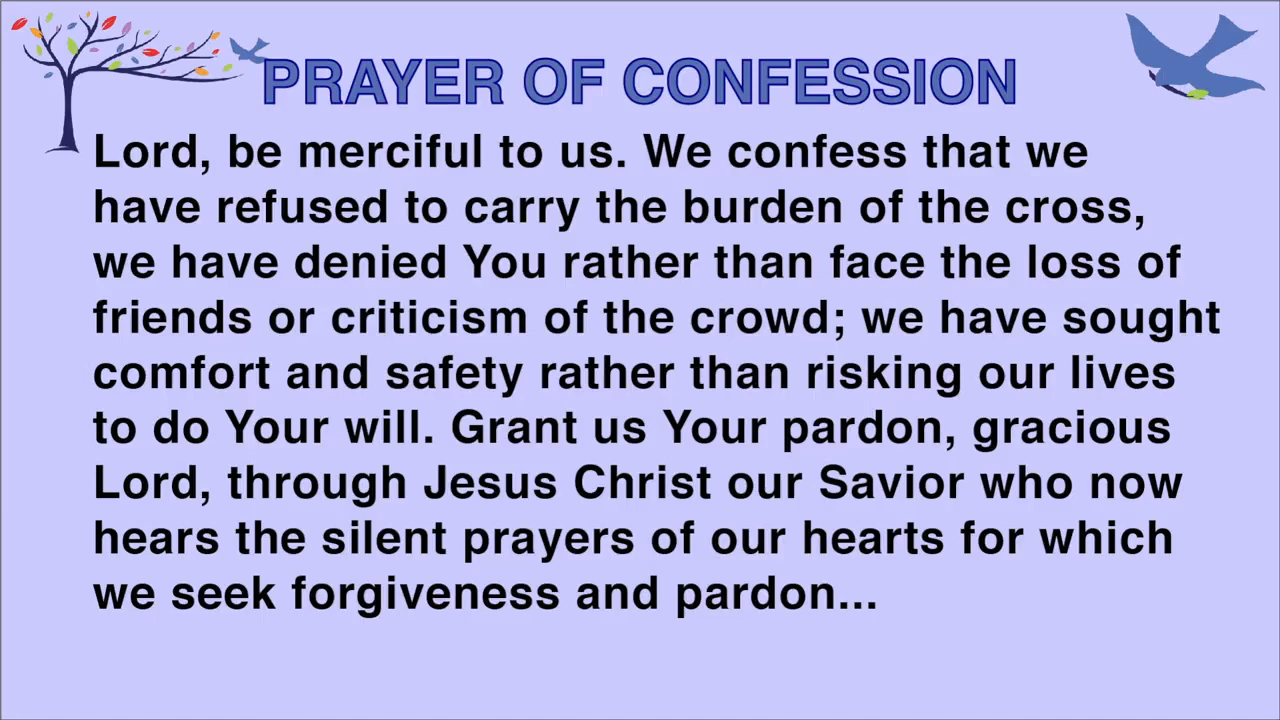 PRAYER OF CONFESSION
Lord, be merciful to us. We confess that we
have refused to carry the burden of the cross,
we have denied You rather than face the loss of
friends or criticism of the crowd; we have sought
comfort and safety rather than risking our lives
to do Your will. Grant us Your pardon, gracious
Lord, through Jesus Christ our Savior who now
hears the silent prayers of our hearts for which
we seek forgiveness and pardon...